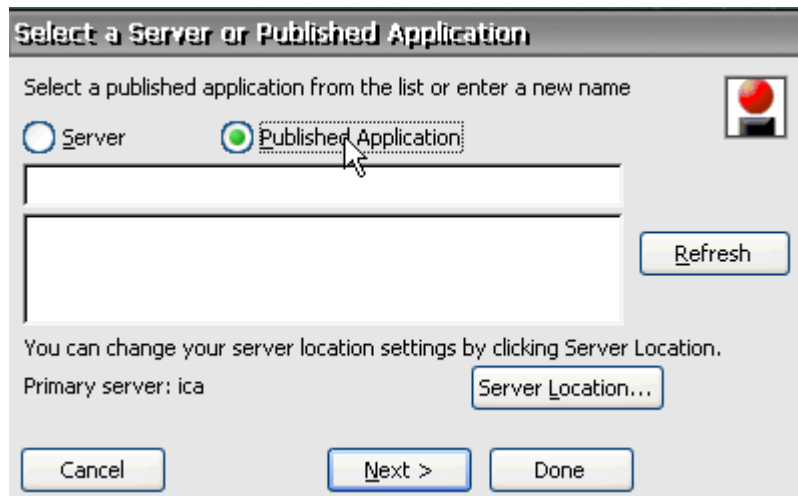 Select a Server or Published Application
Select a published application from the list or enter a new name
Server
Published Application
Refresh
You can change your server location settings by clicking Server Location.
Primary server: ica
Server Location...
Cancel
Next >
Done